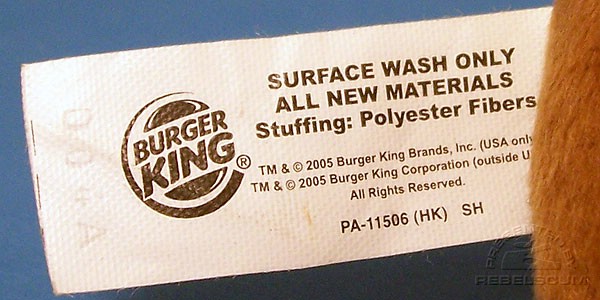 SURFACE WASH ONLY
ALL NEW MATERIALS
Stuffing: Polyester Fibers
BURGER
KING®
TM & © 2005 Burger King Brands, Inc. (USA only
TM & © 2005 Burger King Corporation (outside U
All Rights Reserved.
PA-11506 (HK) SH
REBELSCUM